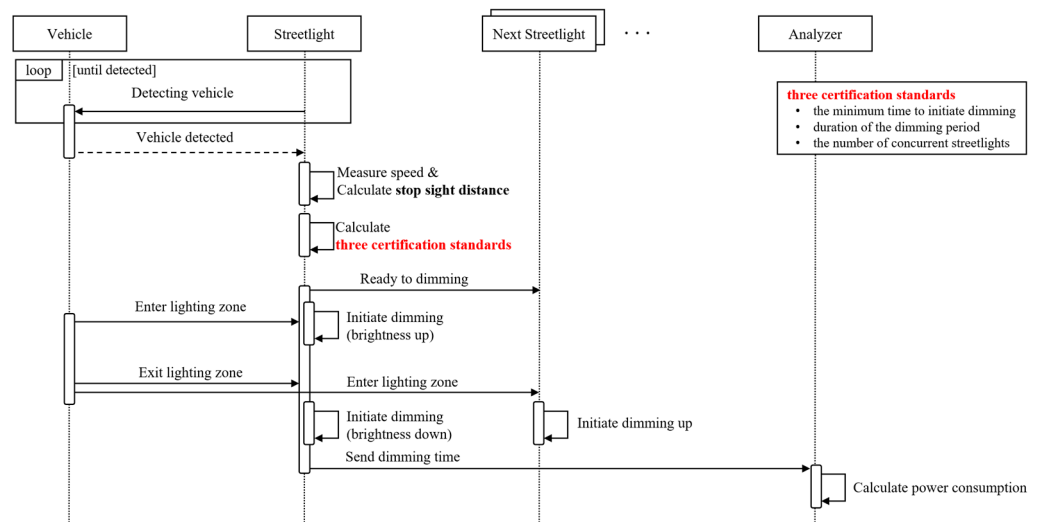 Vehicle
Streetlight
Next Streetlight
. . .
Analyzer
loop
[until detected]
Detecting vehicle
three certification standards
• the minimum time to initiate dimming
• duration of the dimming period
• the number of concurrent streetlights
Vehicle detected
Measure speed &
Calculate stop sight distance
Calculate
three certification standards
Ready to dimming
Enter lighting zone
Initiate dimming
(brightness up)
Exit lighting zone
Enter lighting zone
Initiate dimming
(brightness down)
Initiate dimming up
Send dimming time
Calculate power consumption